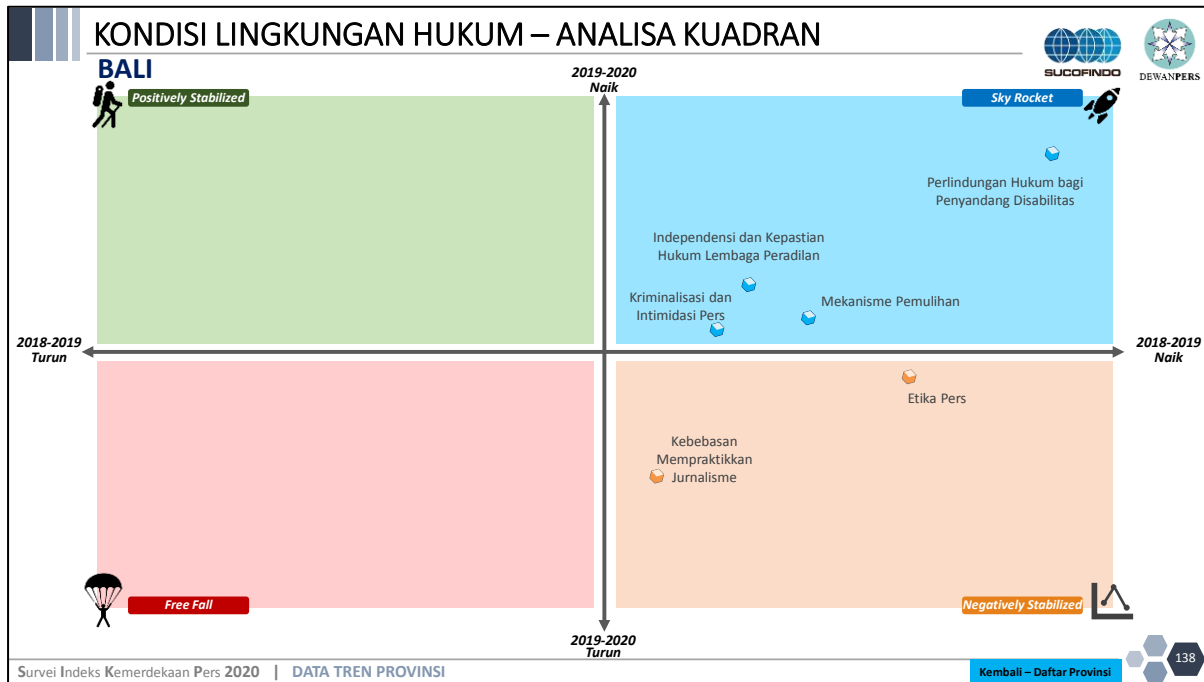 KONDISI LINGKUNGAN HUKUM – ANALISA KUADRAN
BALI
SUCOFINDO
DEWANPERS
2019-2020
Naik
Positively Stabilized
Sky Rocket
Perlindungan Hukum bagi
Penyandang Disabilitas
Independensi dan Kepastian
Hukum Lembaga Peradilan
Kriminalisasi dan
Intimidasi Pers
Mekanisme Pemulihan
2018-2019
Turun
2018-2019
Naik
Etika Pers
Kebebasan
Mempraktikkan
Jurnalisme
Free Fall
Negatively Stabilized
2019-2020
Turun
Survei Indeks Kemerdekaan Pers 2020 | DATA TREN PROVINSI
Kembali – Daftar Provinsi
138